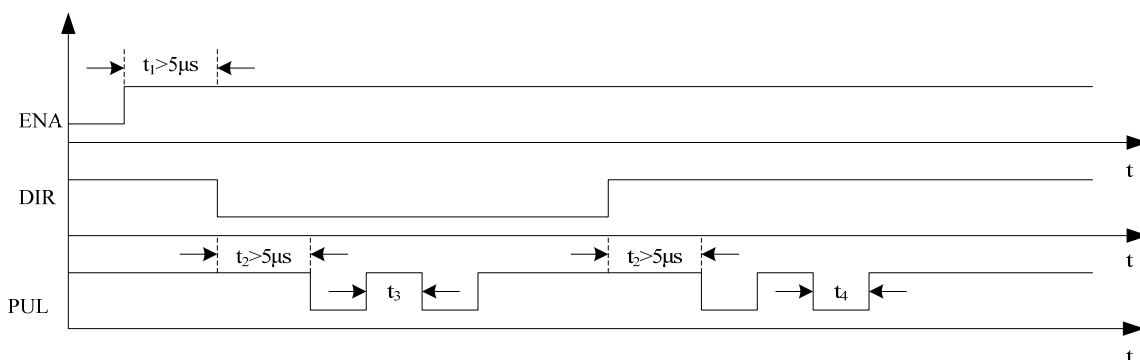 t₁>5μs
ENA
t
DIR
t₂>5μs
t₂>5μs
t
t₃
t₄
PUL
t